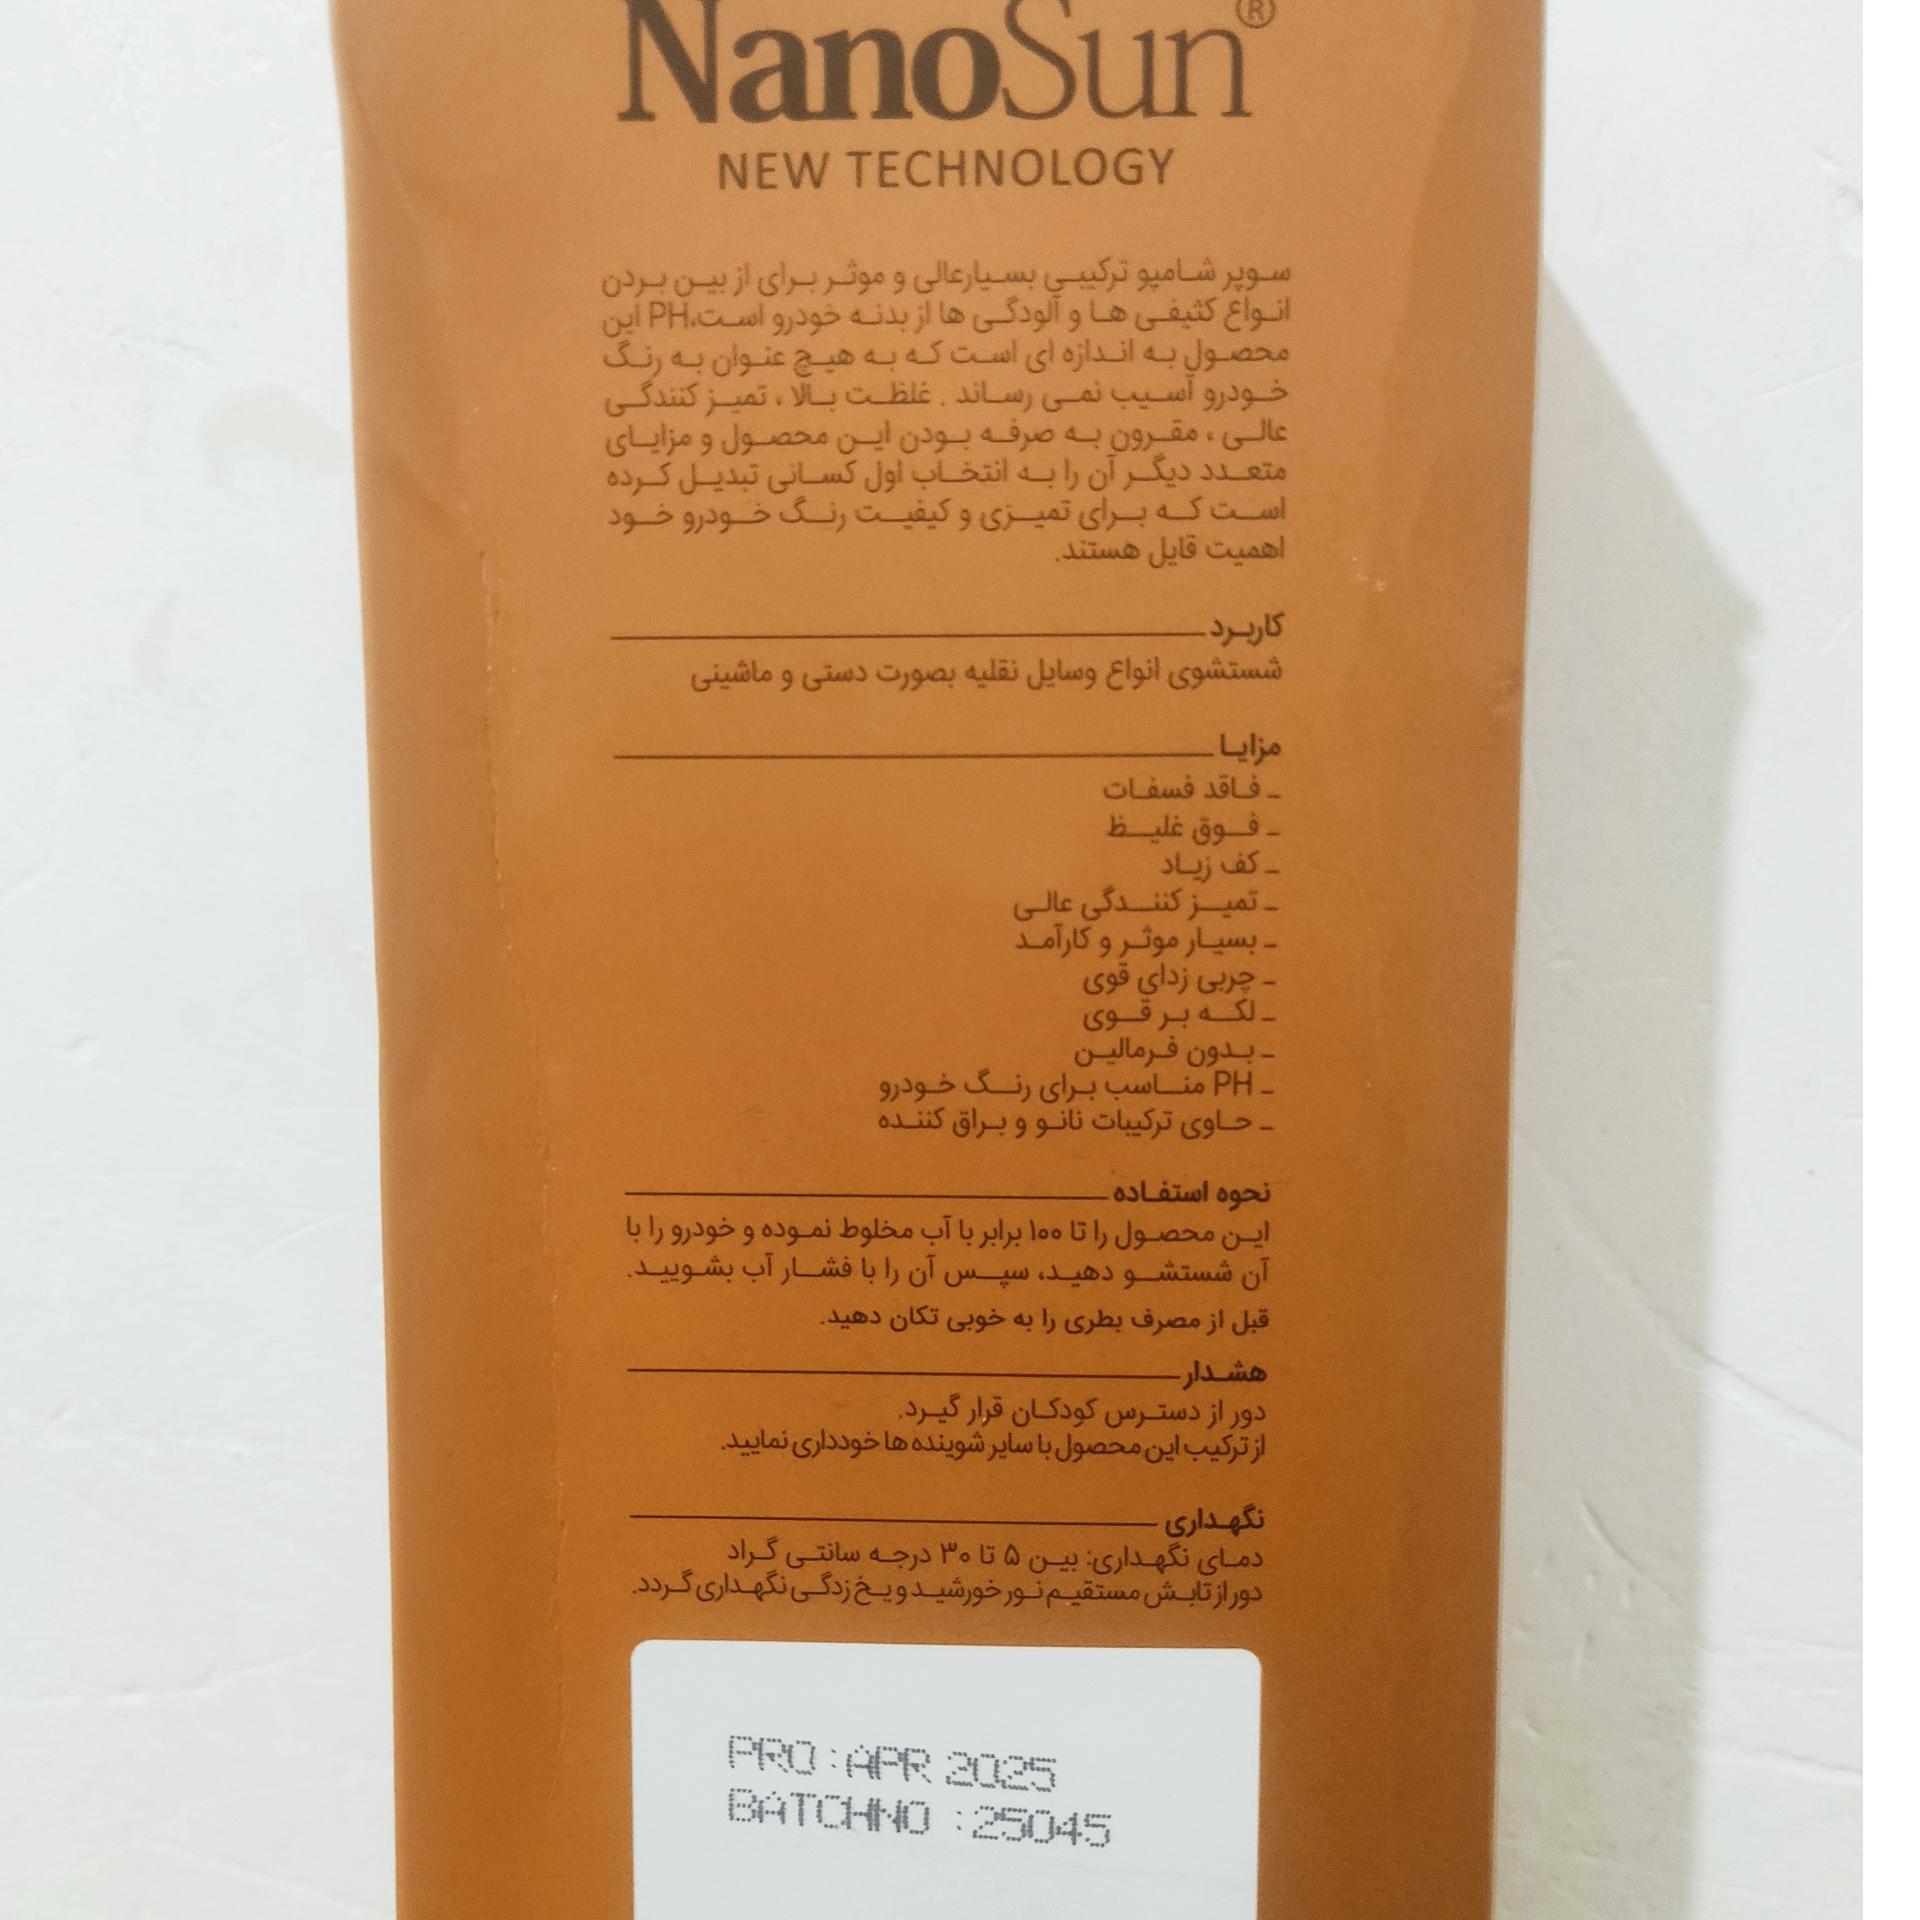 NanoSun®
NEW TECHNOLOGY
سوپر شامپو ترکیبی بسیارعالی و موثر برای از بین بردن
انواع کثیفی ها و آلودگی ها از بدنه خودرو است،PH این
محصول به اندازه ای است که به هیچ عنوان به رنگ
خودرو آسیب نمی رساند . غلظت بالا ، تمیز کنندگی
عالی ، مقرون به صرفه بودن این محصول و مزایای
متعدد دیگر آن را به انتخاب اول کسانی تبدیل کرده
است که برای تمیزی و کیفیت رنگ خودرو خود
اهمیت قایل هستند.
کاربرد
شستشوی انواع وسایل نقلیه بصورت دستی و ماشینی
مزایا
- فاقد فسفات
- فوق غلیظ
- کف زیاد
- تمیز کنندگی عالی
- بسیار موثر و کارآمد
- چربی زدای قوی
- لکه بر قوی
- بدون فرمالین
- PH مناسب برای رنگ خودرو
- حاوی ترکیبات نانو و براق کننده
نحوه استفاده
این محصول را تا ۱۰۰ برابر با آب مخلوط نموده و خودرو را با
آن شستشو دهید، سپس آن را با فشار آب بشویید.
قبل از مصرف بطری را به خوبی تکان دهید.
هشدار
دور از دسترس کودکان قرار گیرد.
از ترکیب این محصول با سایر شوینده ها خودداری نمایید.
نگهداری
دمای نگهداری: بین ۵ تا ۳۰ درجه سانتی گراد
دور از تابش مستقیم نور خورشید و یخ زدگی نگهداری گردد.
PRO :APR 2025
BATCHNO :25045